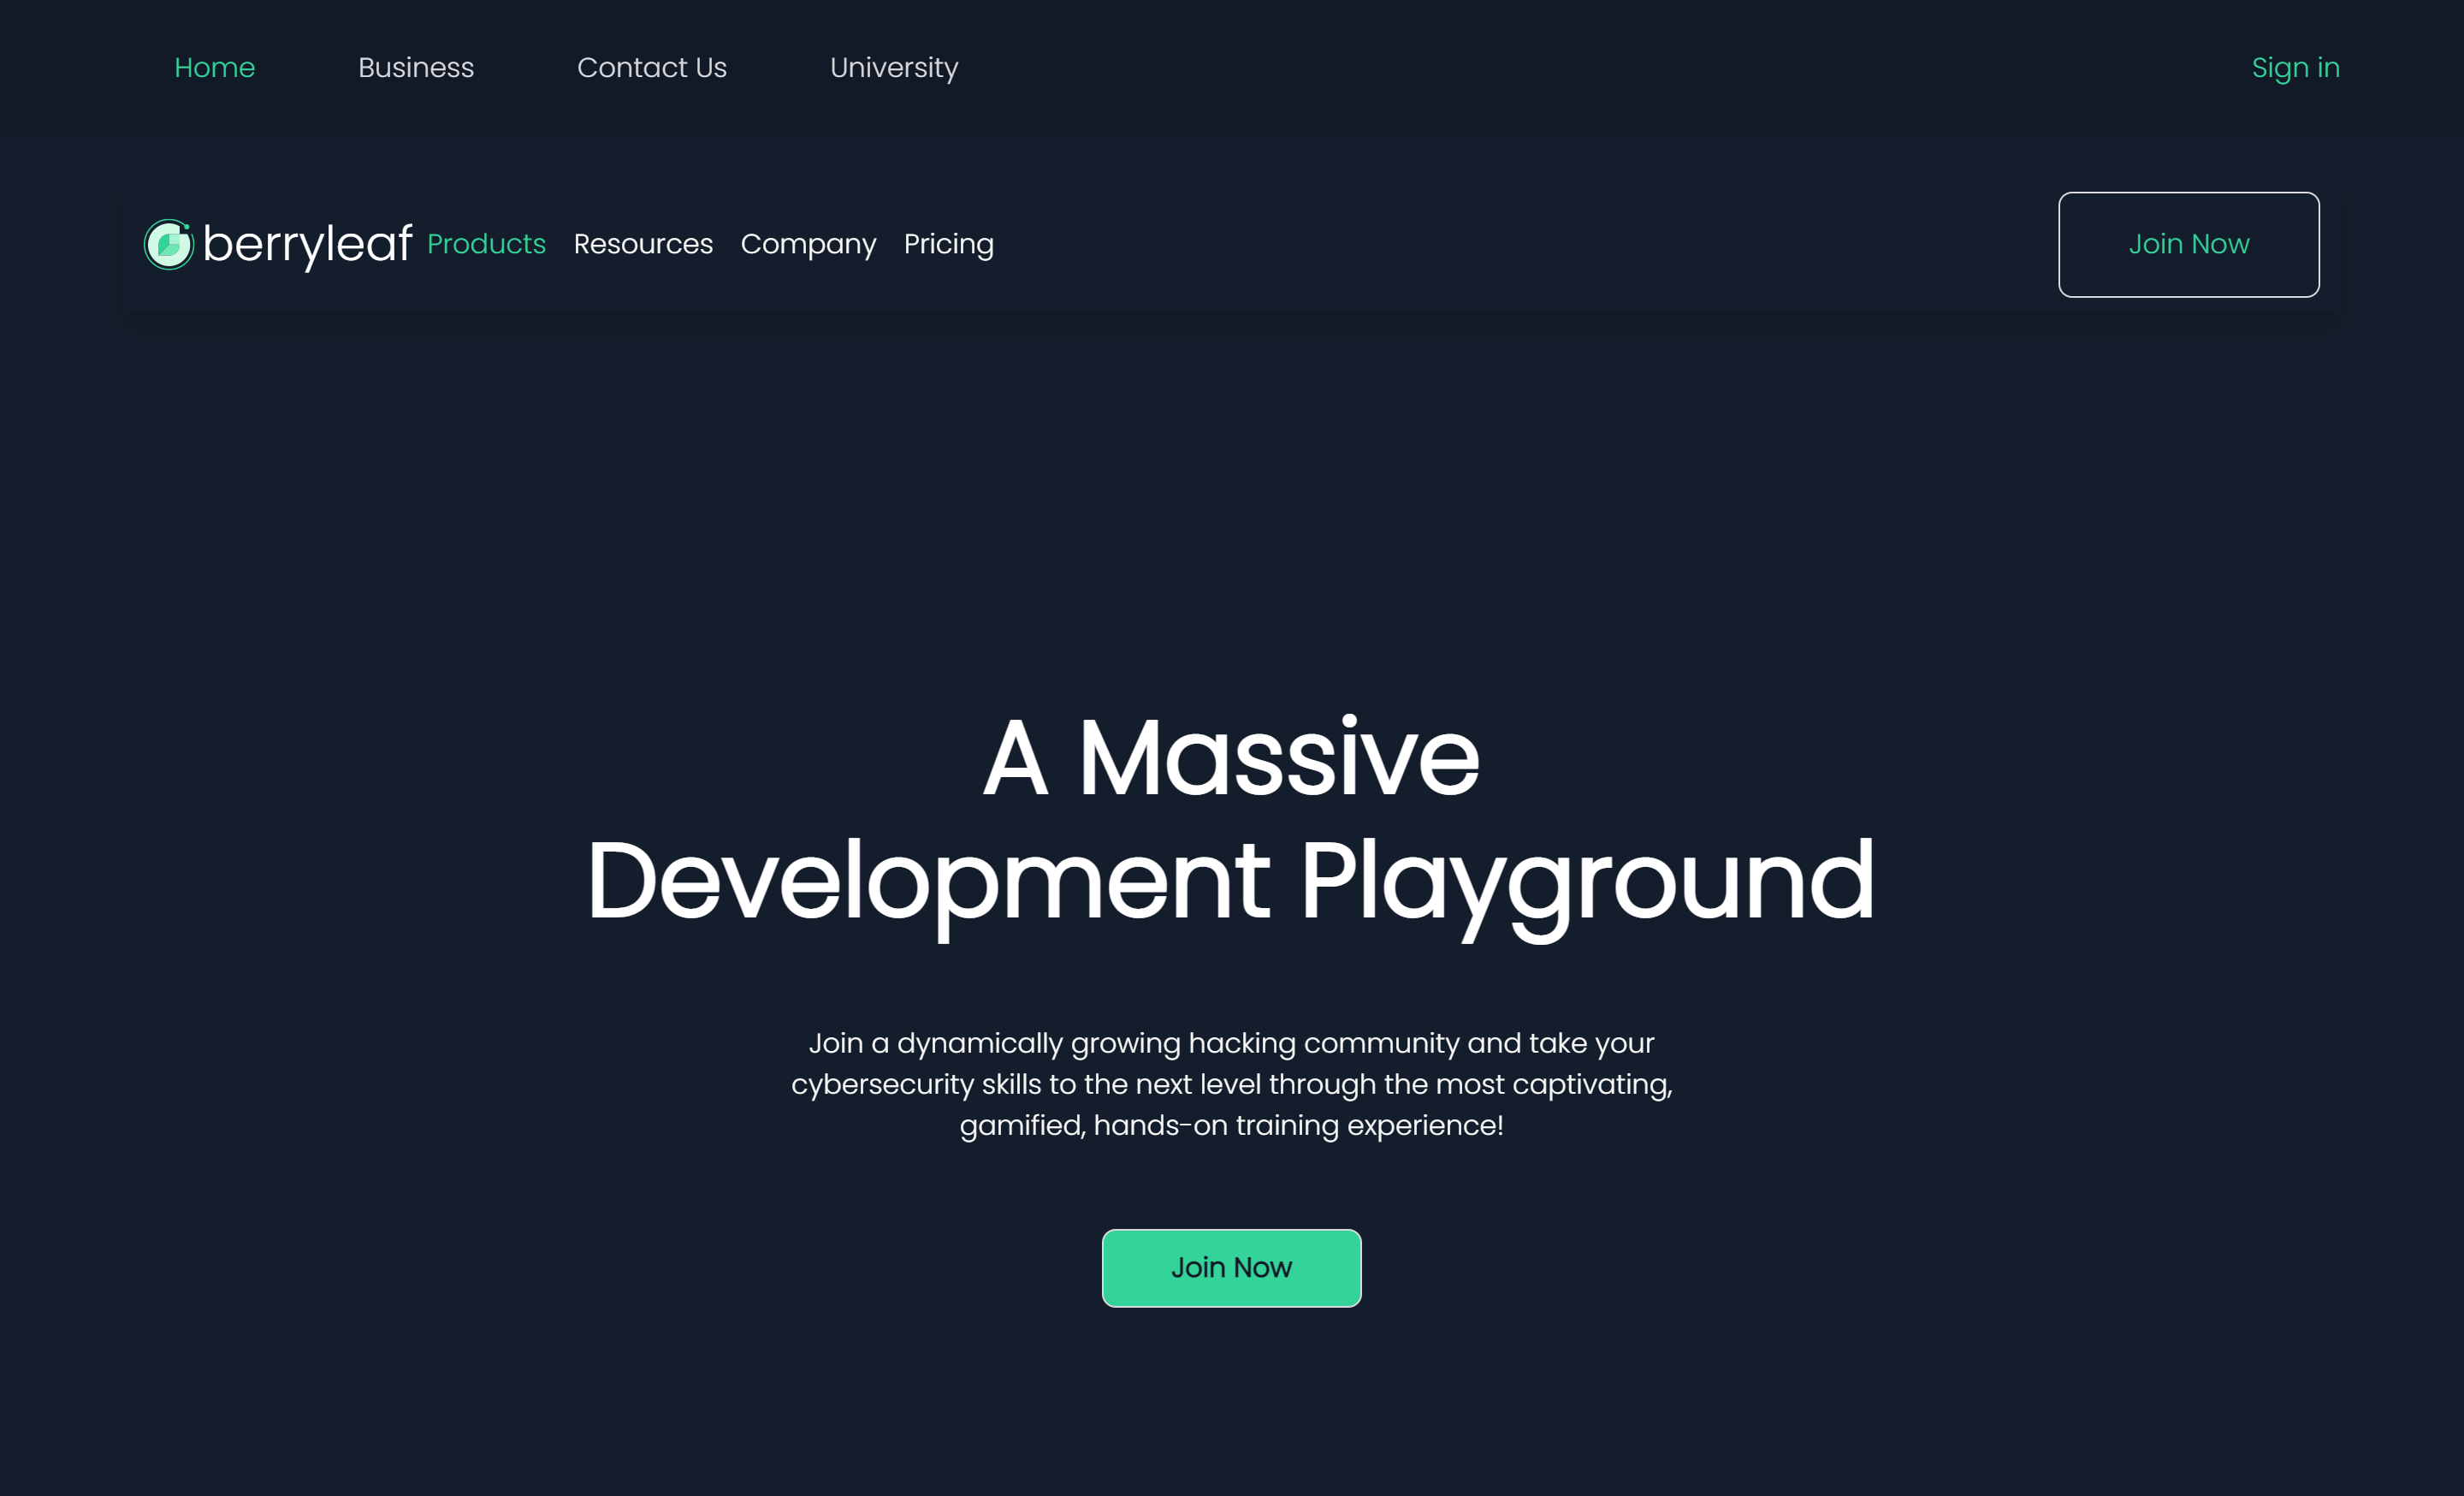 Home Business Contact Us University Sign in
berryleaf Products Resources Company Pricing Join Now
A Massive
Development Playground
Join a dynamically growing hacking community and take your
cybersecurity skills to the next level through the most captivating,
gamified, hands-on training experience!
Join Now